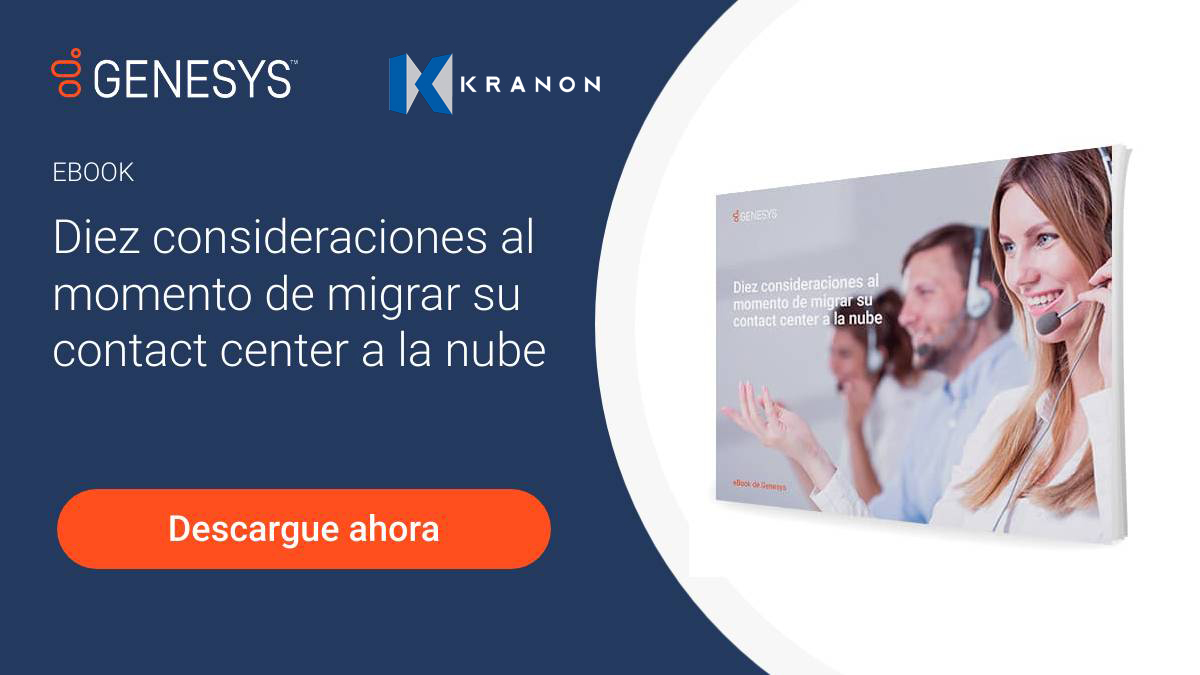 GENESYS™
KRANON
EBOOK
Diez consideraciones al
momento de migrar su
contact center a la nube
Descargue ahora
GENESYS
Diez consideraciones al
momento de migrar su
contact center a la nube
eBook de Genesys